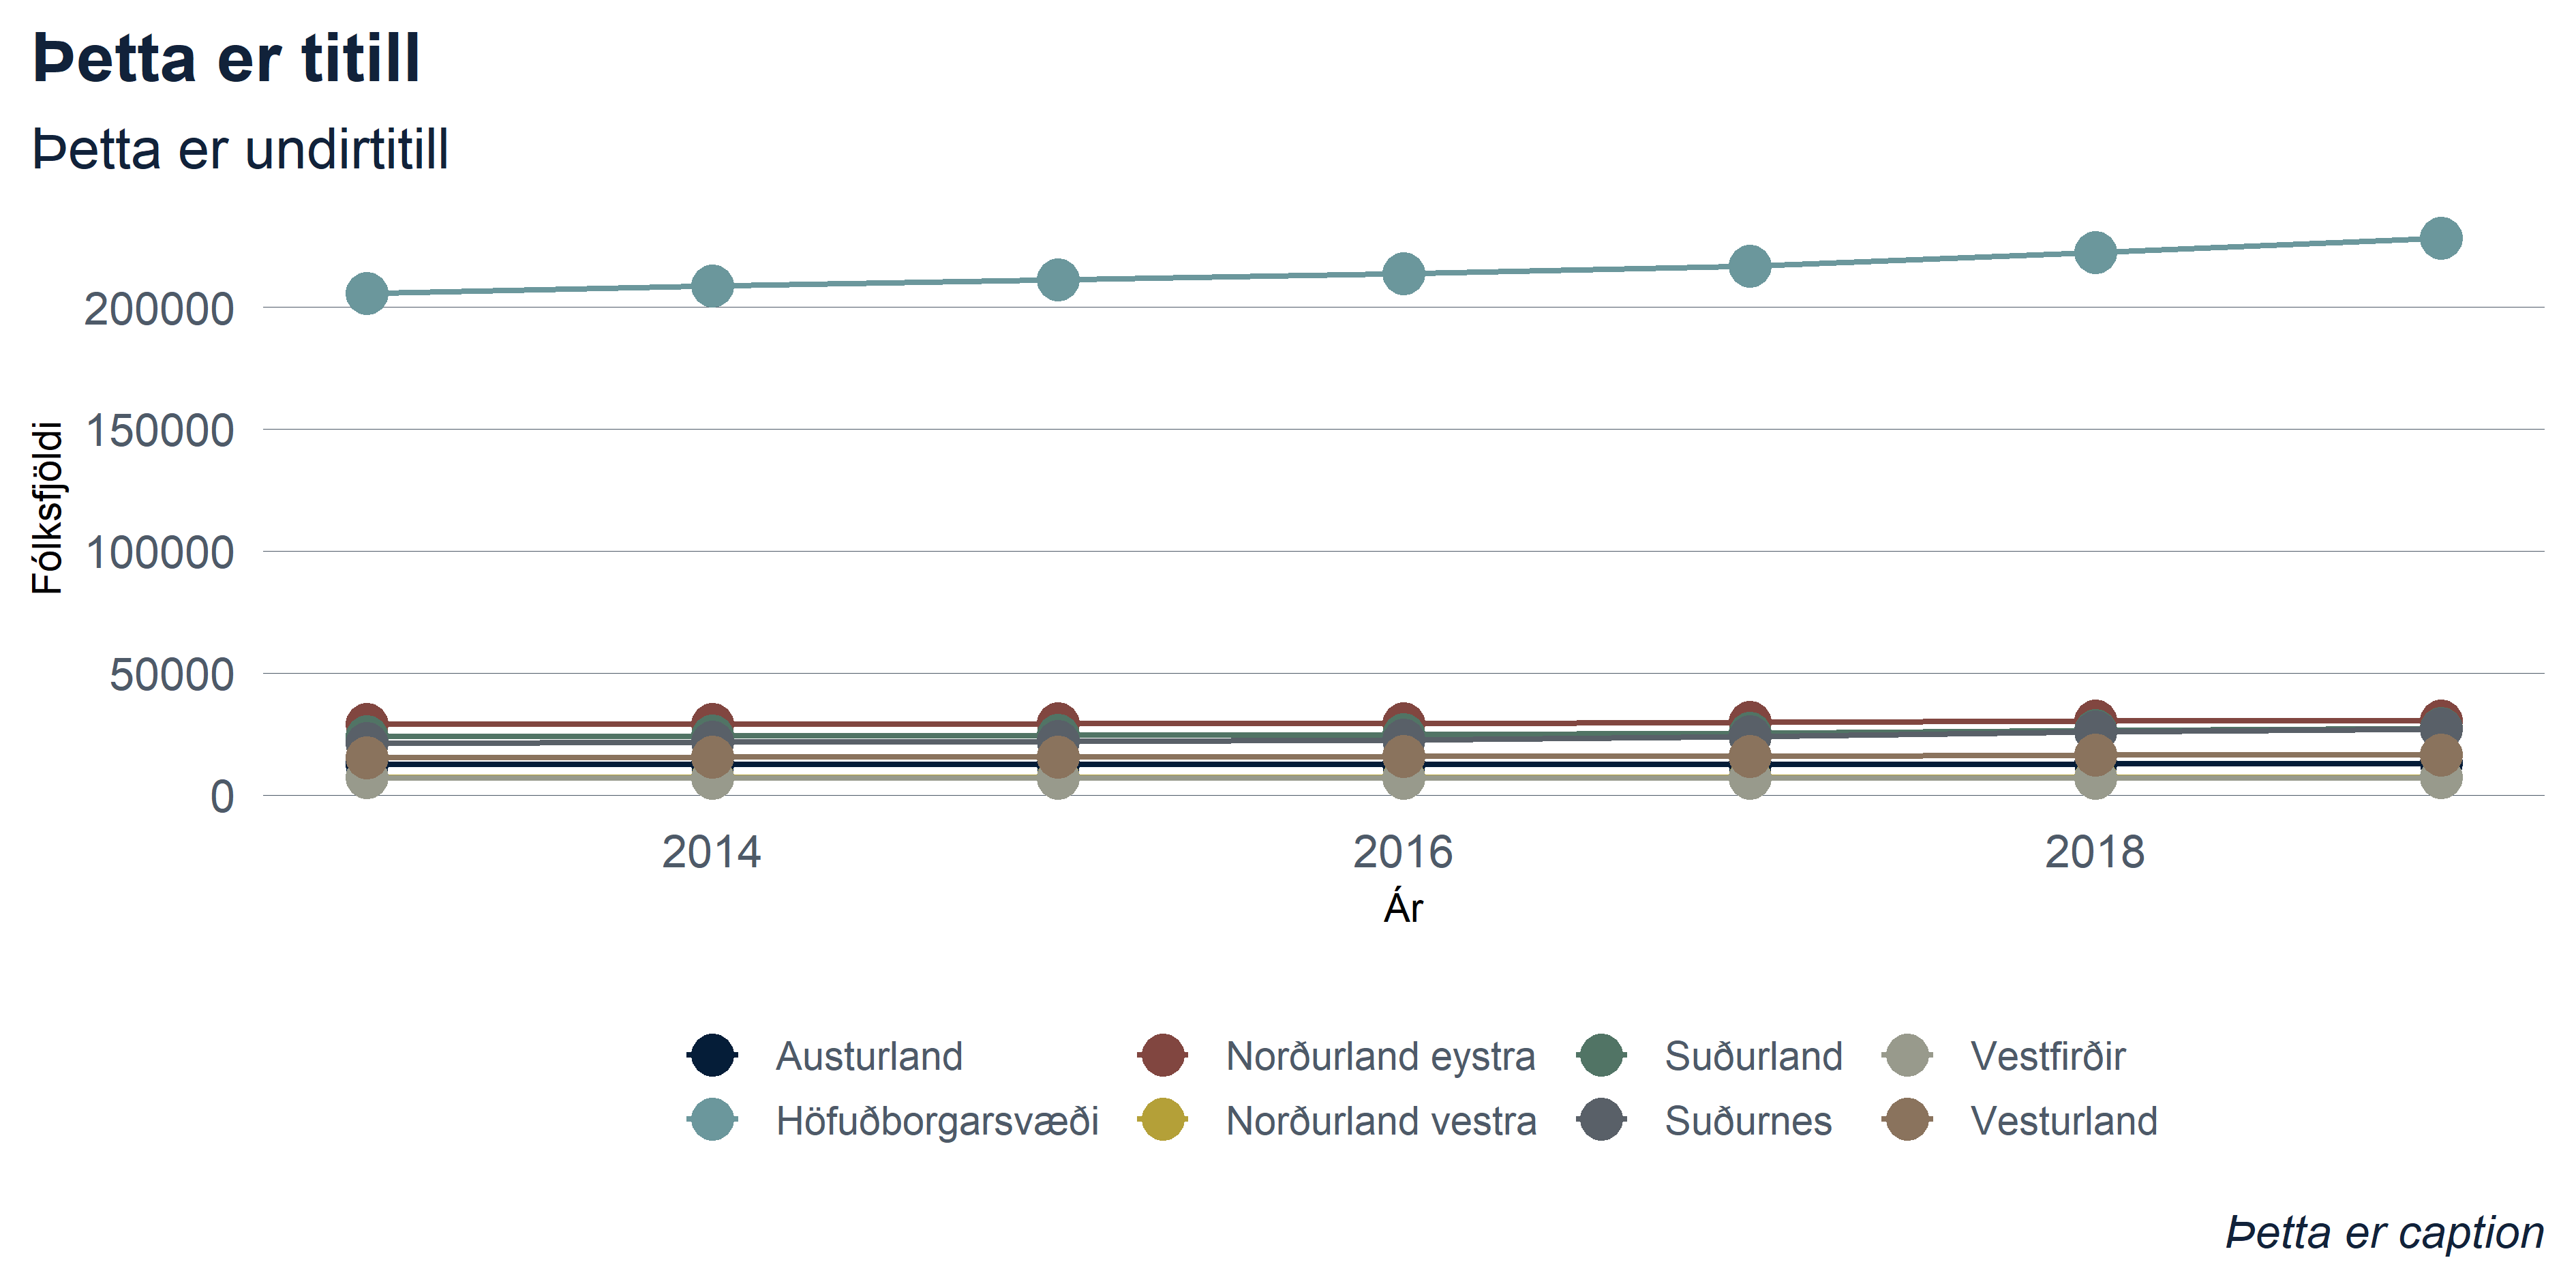 Þetta er titill
Þetta er undirtitill
Fólksfjöldi
200000
150000
100000
50000
0
2014 2016 2018
Ár
Austurland Norðurland eystra Suðurland Vestfirðir
Höfuðborgarsvæði Norðurland vestra Suðurnes Vesturland
Þetta er caption